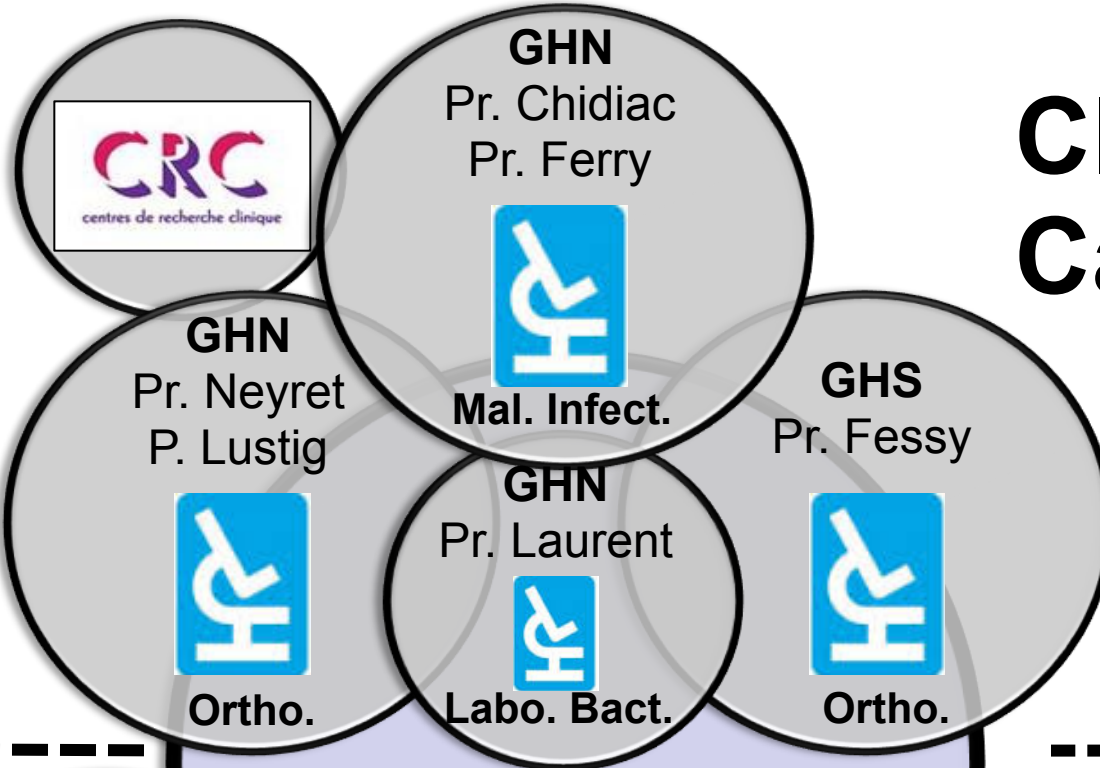 CRC
centres de recherche clinique
GHN
Pr. Chidiac
Pr. Ferry
Mal. Infect.
GHN
Pr. Neyret
P. Lustig
Ortho.
GHN
Pr. Laurent
Labo. Bact.
GHS
Pr. Fessy
Ortho.